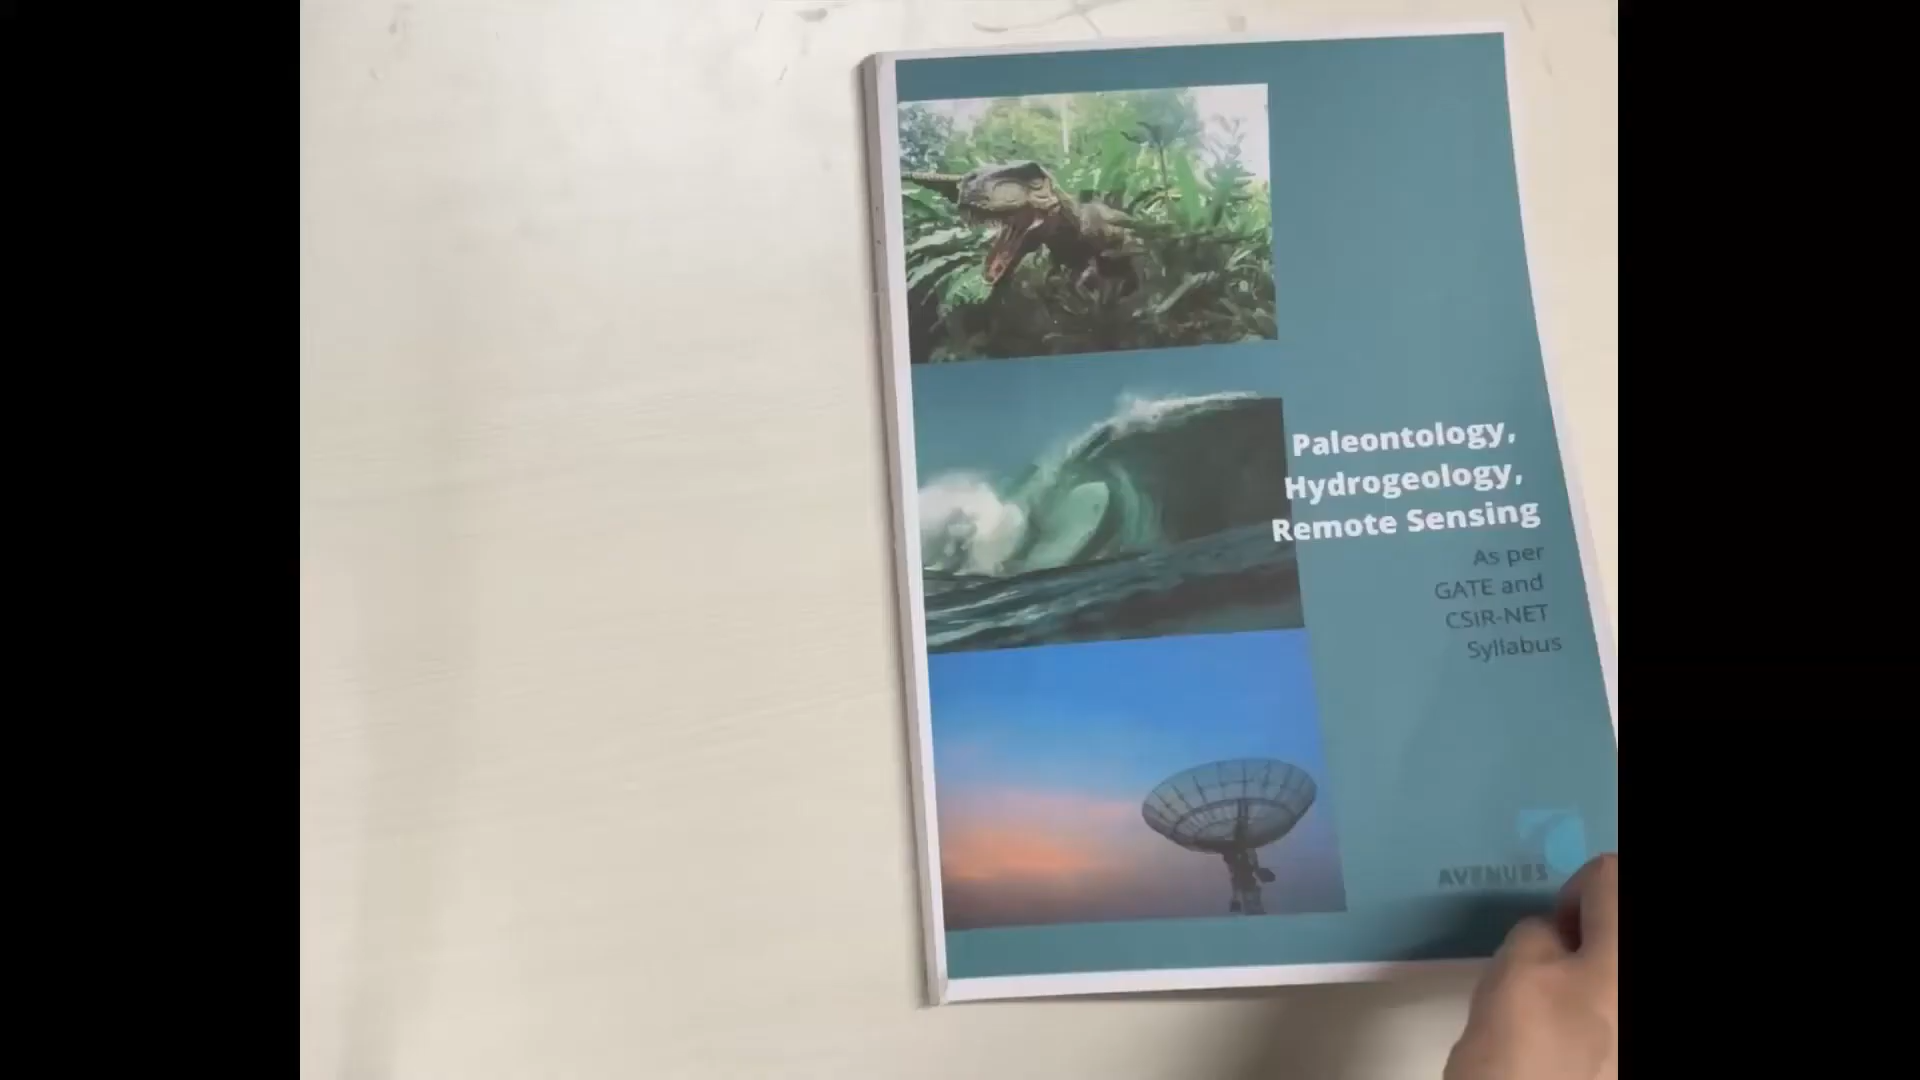 Paleontology,
Hydrogeology,
Remote Sensing
As per
GATE and
CSIR-NET
Syllabus
AVENUES